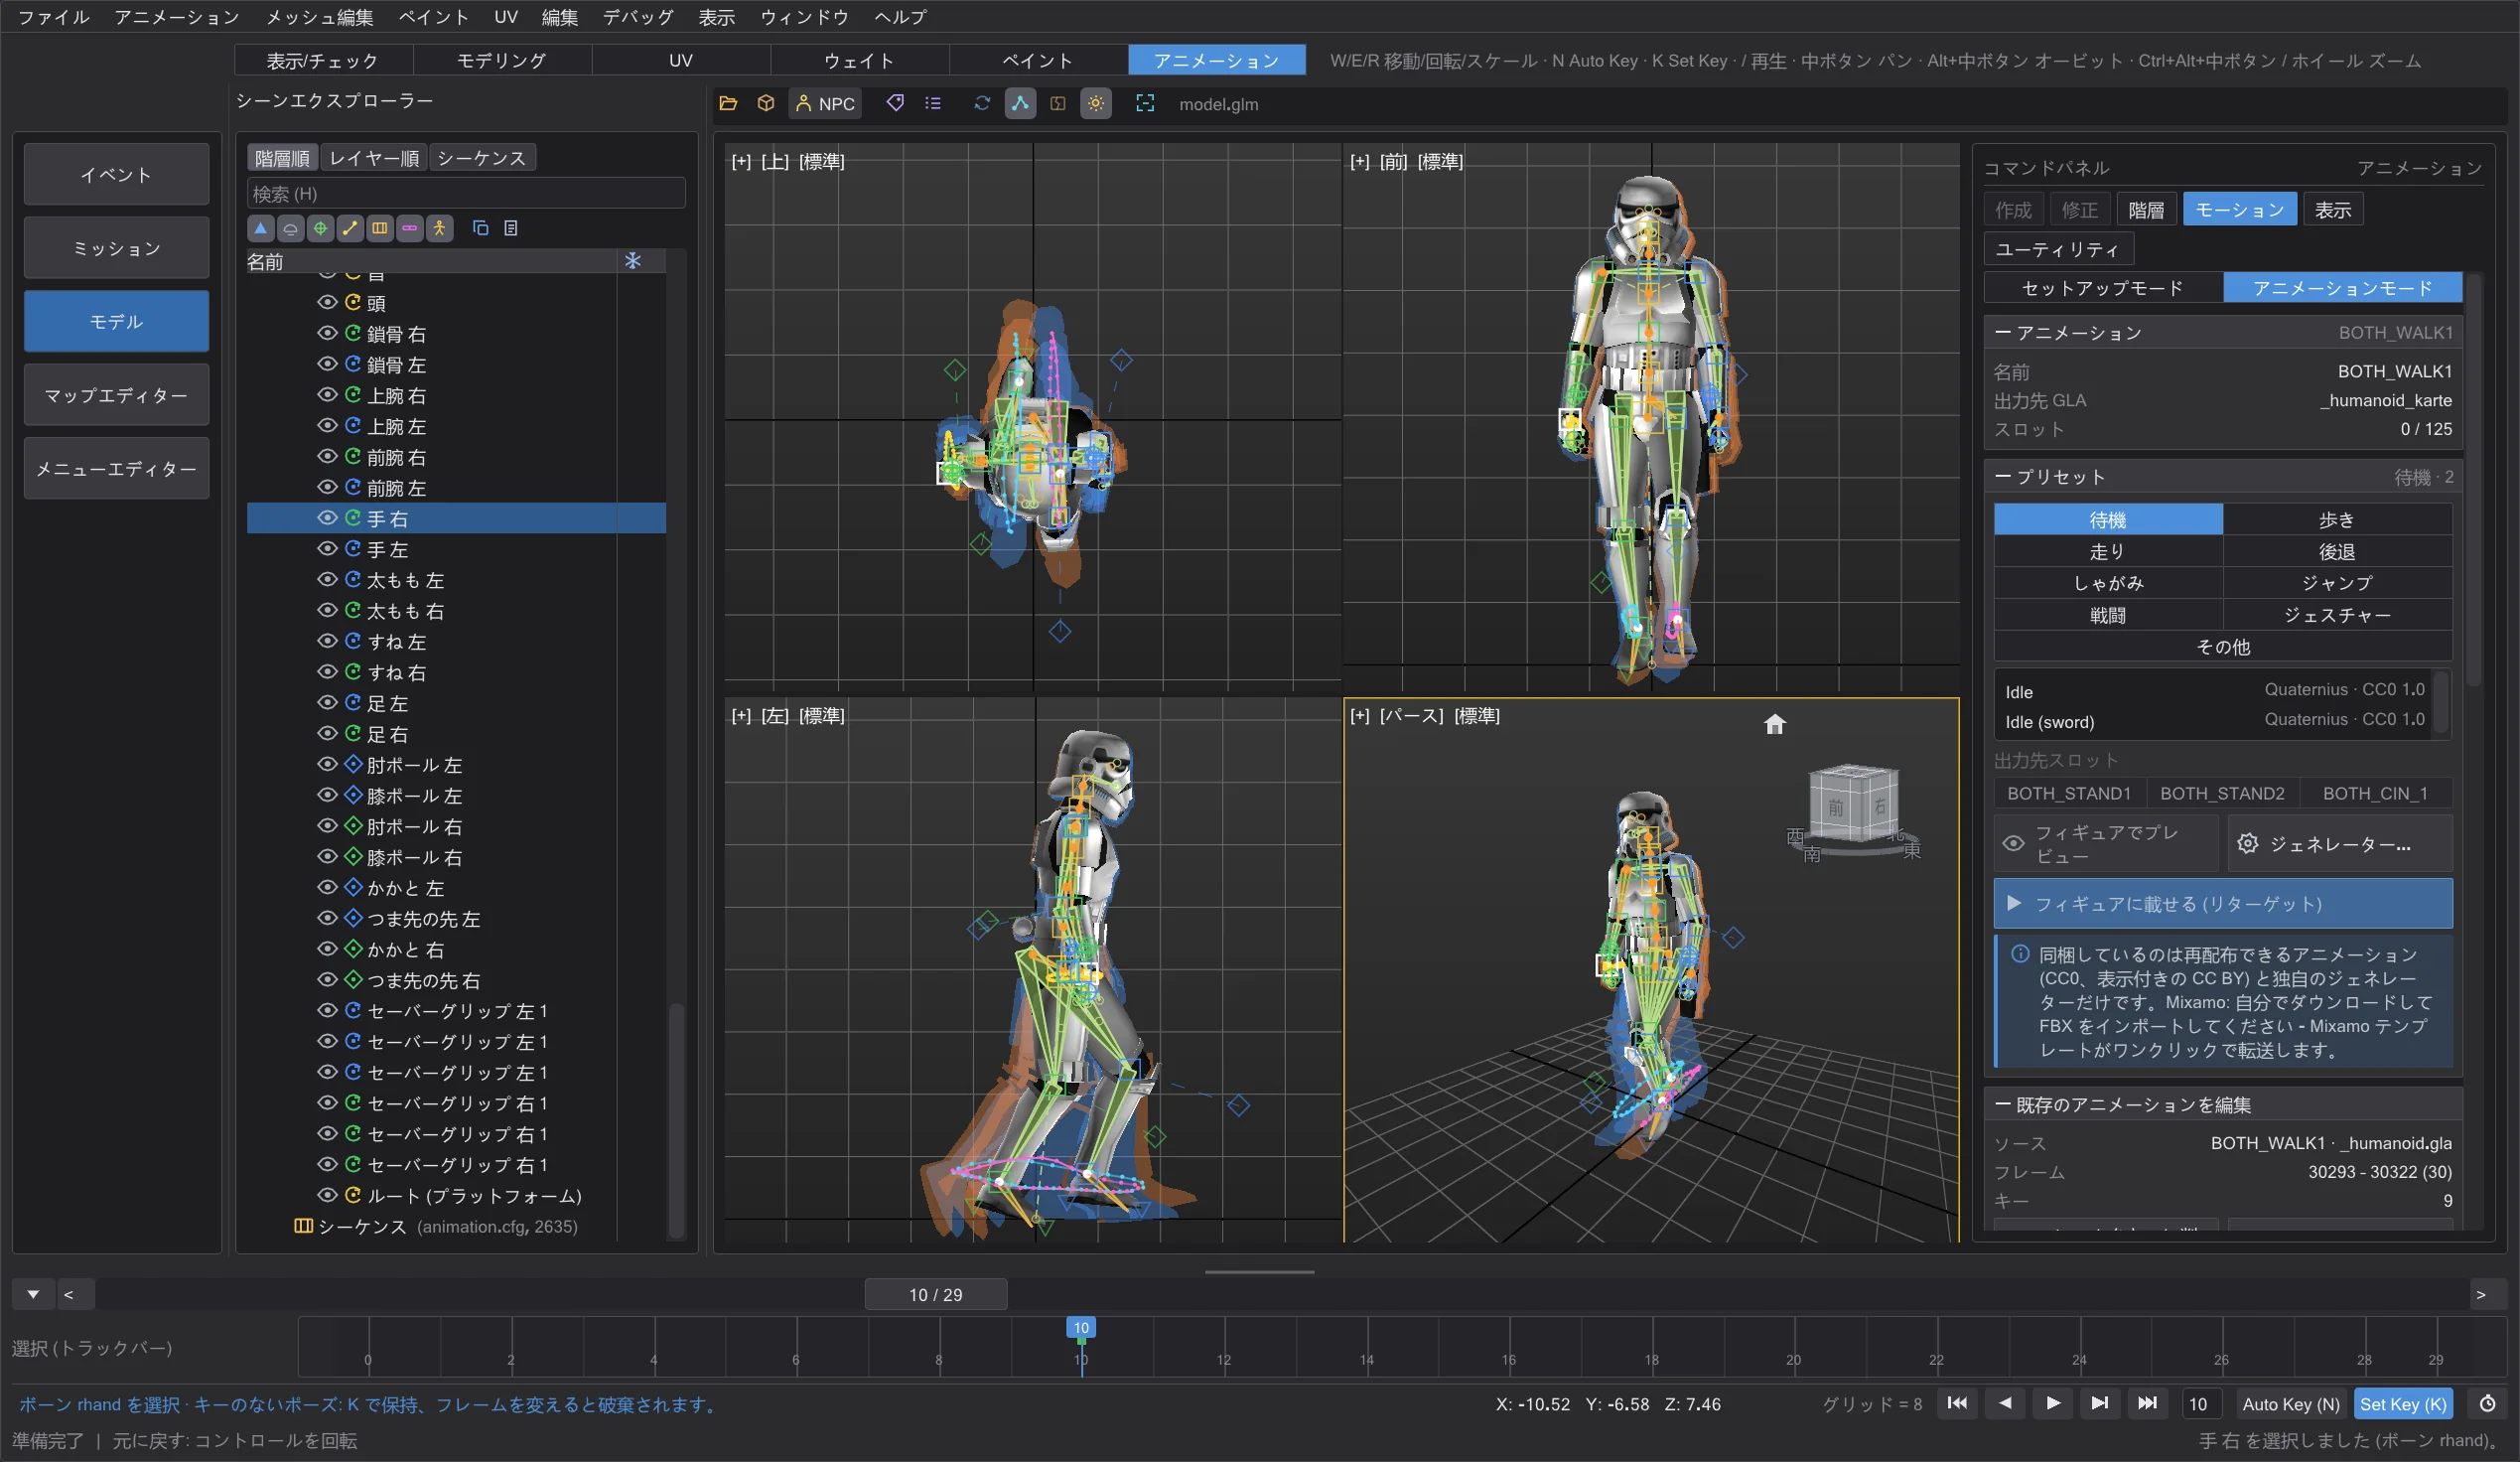 ファイル アニメーション メッシュ編集 ペイント UV 編集 デバッグ 表示 ウィンドウ ヘルプ
表示/チェック モデリング UV ウェイト ペイント アニメーション W/E/R 移動/回転/スケール · N Auto Key · K Set Key · / 再生 · 中ボタン パン · Alt+中ボタン オービット · Ctrl+Alt+中ボタン / ホイール ズーム
シーンエクスプローラー
NPC model.glm
イベント
ミッション
モデル
マップエディター
メニューエディター
階層順 レイヤー順 シーケンス
検索 (H)
名前
頭
鎖骨 右
鎖骨 左
上腕 右
上腕 左
前腕 右
前腕 左
手 右
手 左
太もも 左
太もも 右
すね 左
すね 右
足 左
足 右
肘ポール 左
膝ポール 左
肘ポール 右
膝ポール 右
かかと 左
つま先の先 左
かかと 右
つま先の先 右
セーバーグリップ 左 1
セーバーグリップ 左 1
セーバーグリップ 左 1
セーバーグリップ 右 1
セーバーグリップ 右 1
セーバーグリップ 右 1
ルート (プラットフォーム)
シーケンス (animation.cfg, 2635)
[+] [上] [標準]
[+] [前] [標準]
[+] [左] [標準]
[+] [パース] [標準]
前 右
西 南 北 東
コマンドパネル アニメーション
作成 修正 階層 モーション 表示
ユーティリティ
セットアップモード アニメーションモード
アニメーション BOTH_WALK1
名前 BOTH_WALK1
出力先 GLA _humanoid_karte
スロット 0 / 125
プリセット 待機 · 2
待機 歩き
走り 後退
しゃがみ ジャンプ
戦闘 ジェスチャー
その他
Idle Quaternius · CC0 1.0
Idle (sword) Quaternius · CC0 1.0
出力先スロット
BOTH_STAND1 BOTH_STAND2 BOTH_CIN_1
フィギュアでプレ
ビュー
ジェネレーター...
フィギュアに載せる (リターゲット)
同梱しているのは再配布できるアニメーション
(CC0、表示付きの CC BY) と独自のジェネレー
ターだけです。Mixamo: 自分でダウンロードして
FBX をインポートしてください - Mixamo テンプ
レートがワンクリックで転送します。
既存のアニメーションを編集
ソース BOTH_WALK1 · _humanoid.gla
フレーム 30293 - 30322 (30)
キー 9
< 10 / 29 >
選択 (トラックバー)
10
0 2 4 6 8 10 12 14 16 18 20 22 24 26 28 29
ボーン rhand を選択 · キーのないポーズ: K で保持、フレームを変えると破棄されます。
X: -10.52 Y: -6.58 Z: 7.46
グリッド = 8
10 Auto Key (N) Set Key (K)
準備完了 | 元に戻す: コントロールを回転
手 右 を選択しました (ボーン rhand)。